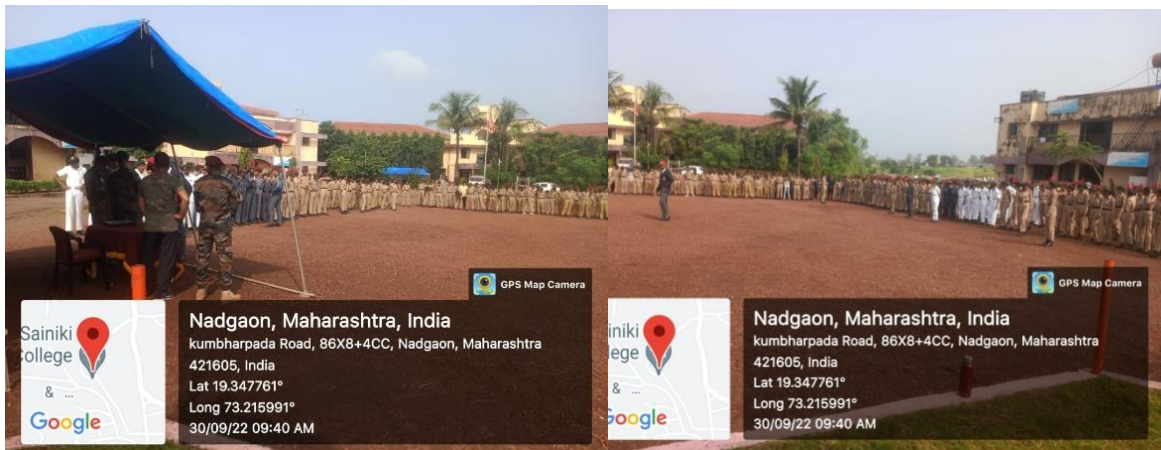 GPS Map Camera
Sainiki
College
& ...
Google
Nadgaon, Maharashtra, India
kumbharpada Road, 86X8+4CC, Nadgaon, Maharashtra
421605, India
Lat 19.347761°
Long 73.215991°
30/09/22 09:40 AM
GPS Map Camera
iniki
lege
& ...
Google
Nadgaon, Maharashtra, India
kumbharpada Road, 86X8+4CC, Nadgaon, Maharashtra
421605, India
Lat 19.347761°
Long 73.215991°
30/09/22 09:40 AM